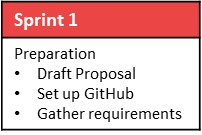 Sprint 1
Preparation
• Draft Proposal
• Set up GitHub
• Gather requirements